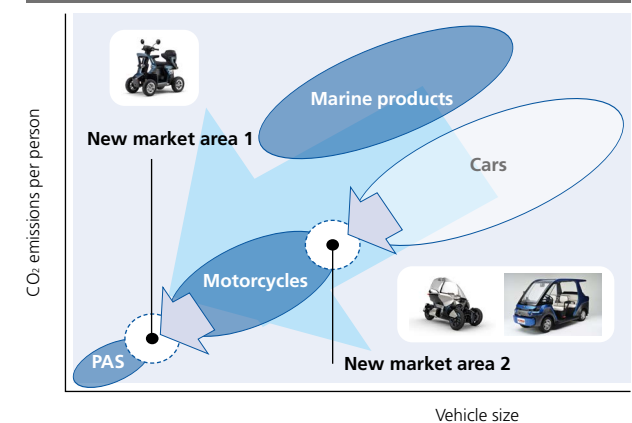 Marine products
New market area 1
Cars
CO₂ emissions per person
Motorcycles
PAS
New market area 2
Vehicle size